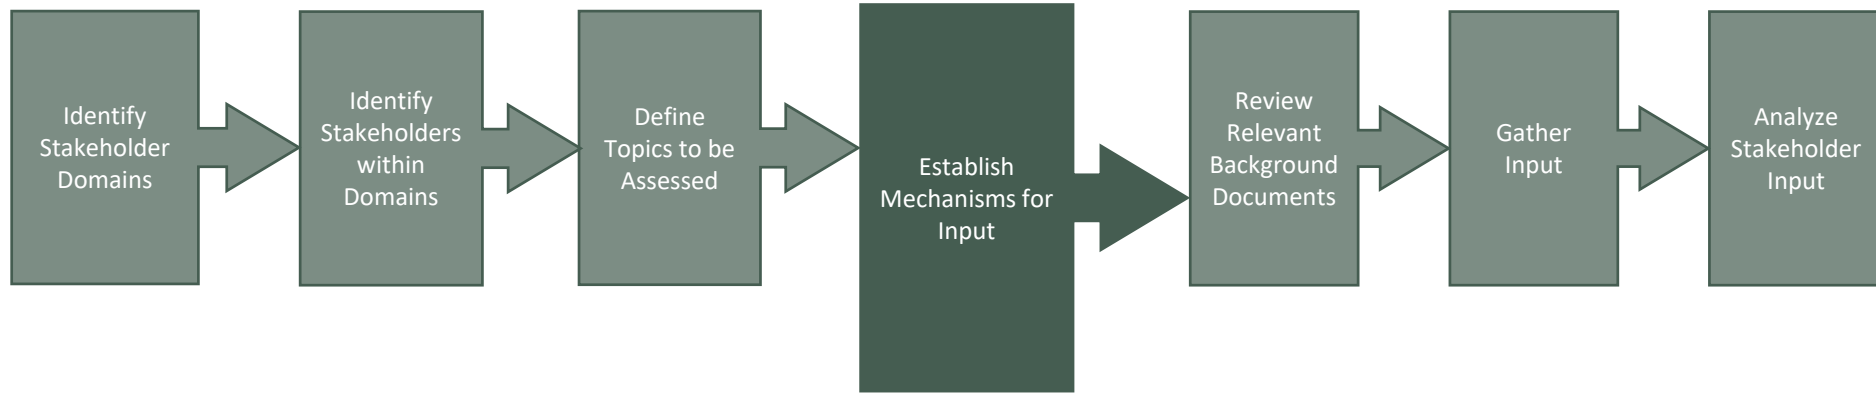 Identify
Stakeholder
Domains
Identify
Stakeholders
within
Domains
Define
Topics to be
Assessed
Establish
Mechanisms for
Input
Review
Relevant
Background
Documents
Gather
Input
Analyze
Stakeholder
Input